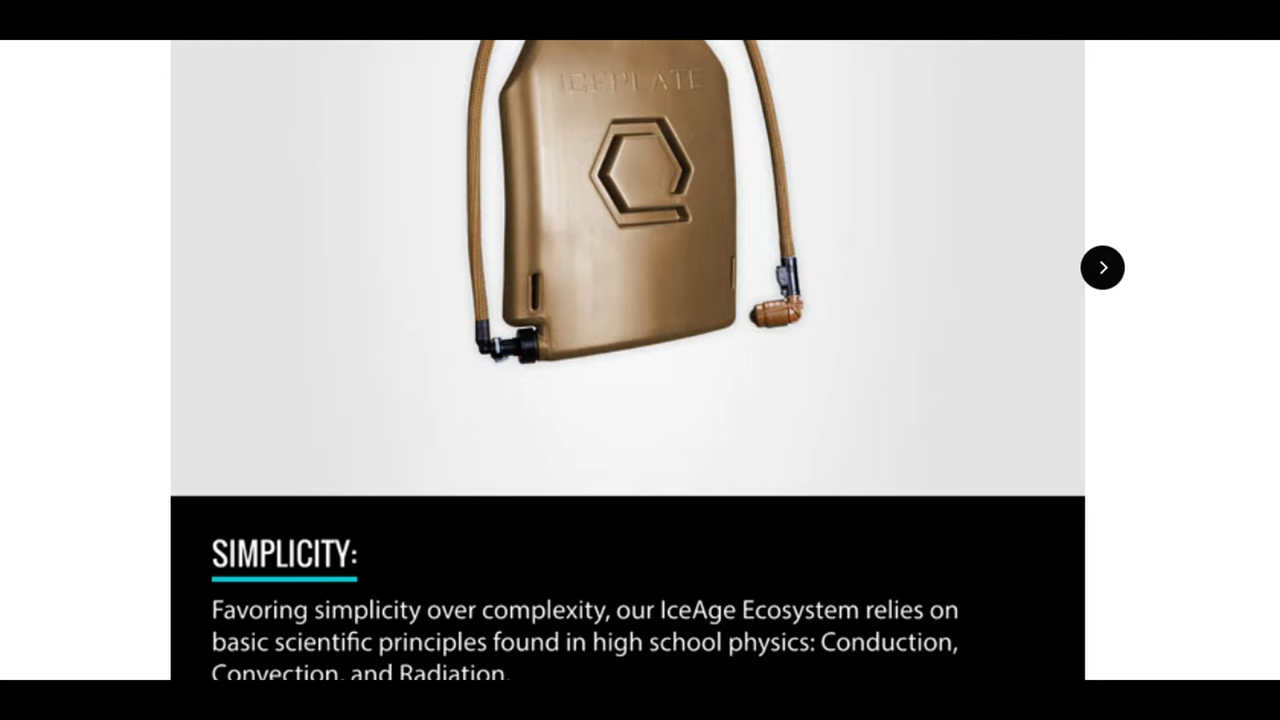 ICEPLATE
SIMPLICITY:
Favoring simplicity over complexity, our IceAge Ecosystem relies on
basic scientific principles found in high school physics: Conduction,
Convection, and Radiation.